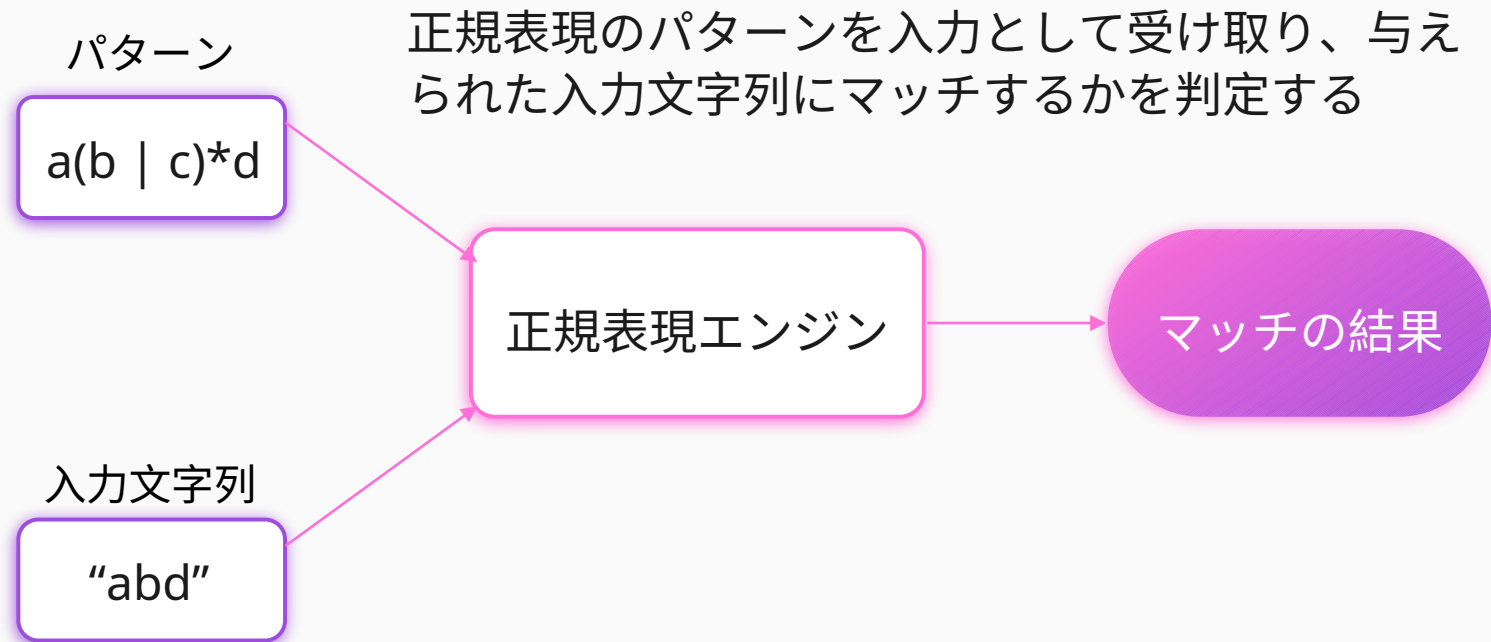 正規表現のパターンを入力として受け取り、与え
られた入力文字列にマッチするかを判定する
パターン
a(b | c)*d
正規表現エンジン
マッチの結果
入力文字列
“abd”